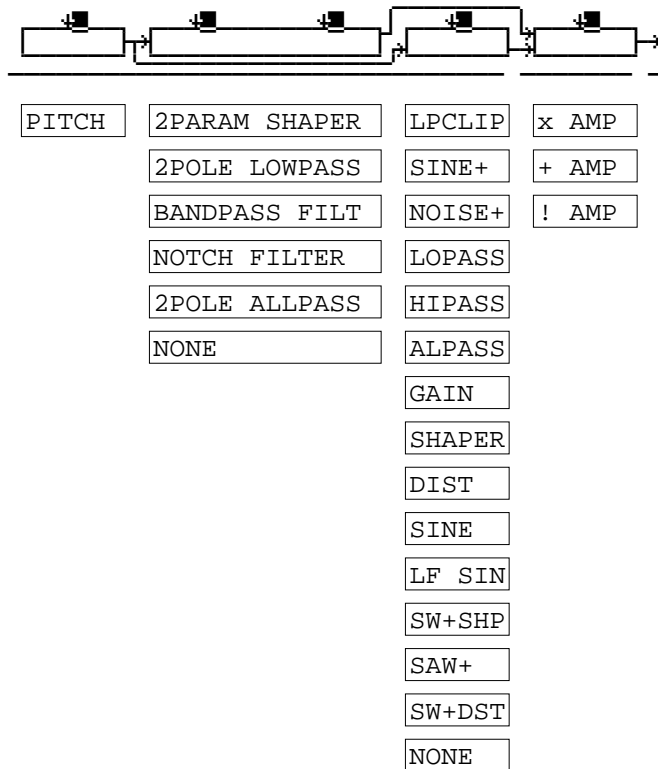 PITCH 2PARAM SHAPER LPCLIP x AMP
2POLE LOWPASS SINE+ + AMP
BANDPASS FILT NOISE+ ! AMP
NOTCH FILTER LOPASS
2POLE ALLPASS HIPASS
NONE ALPASS
GAIN
SHAPER
DIST
SINE
LF SIN
SW+SHP
SAW+
SW+DST
NONE